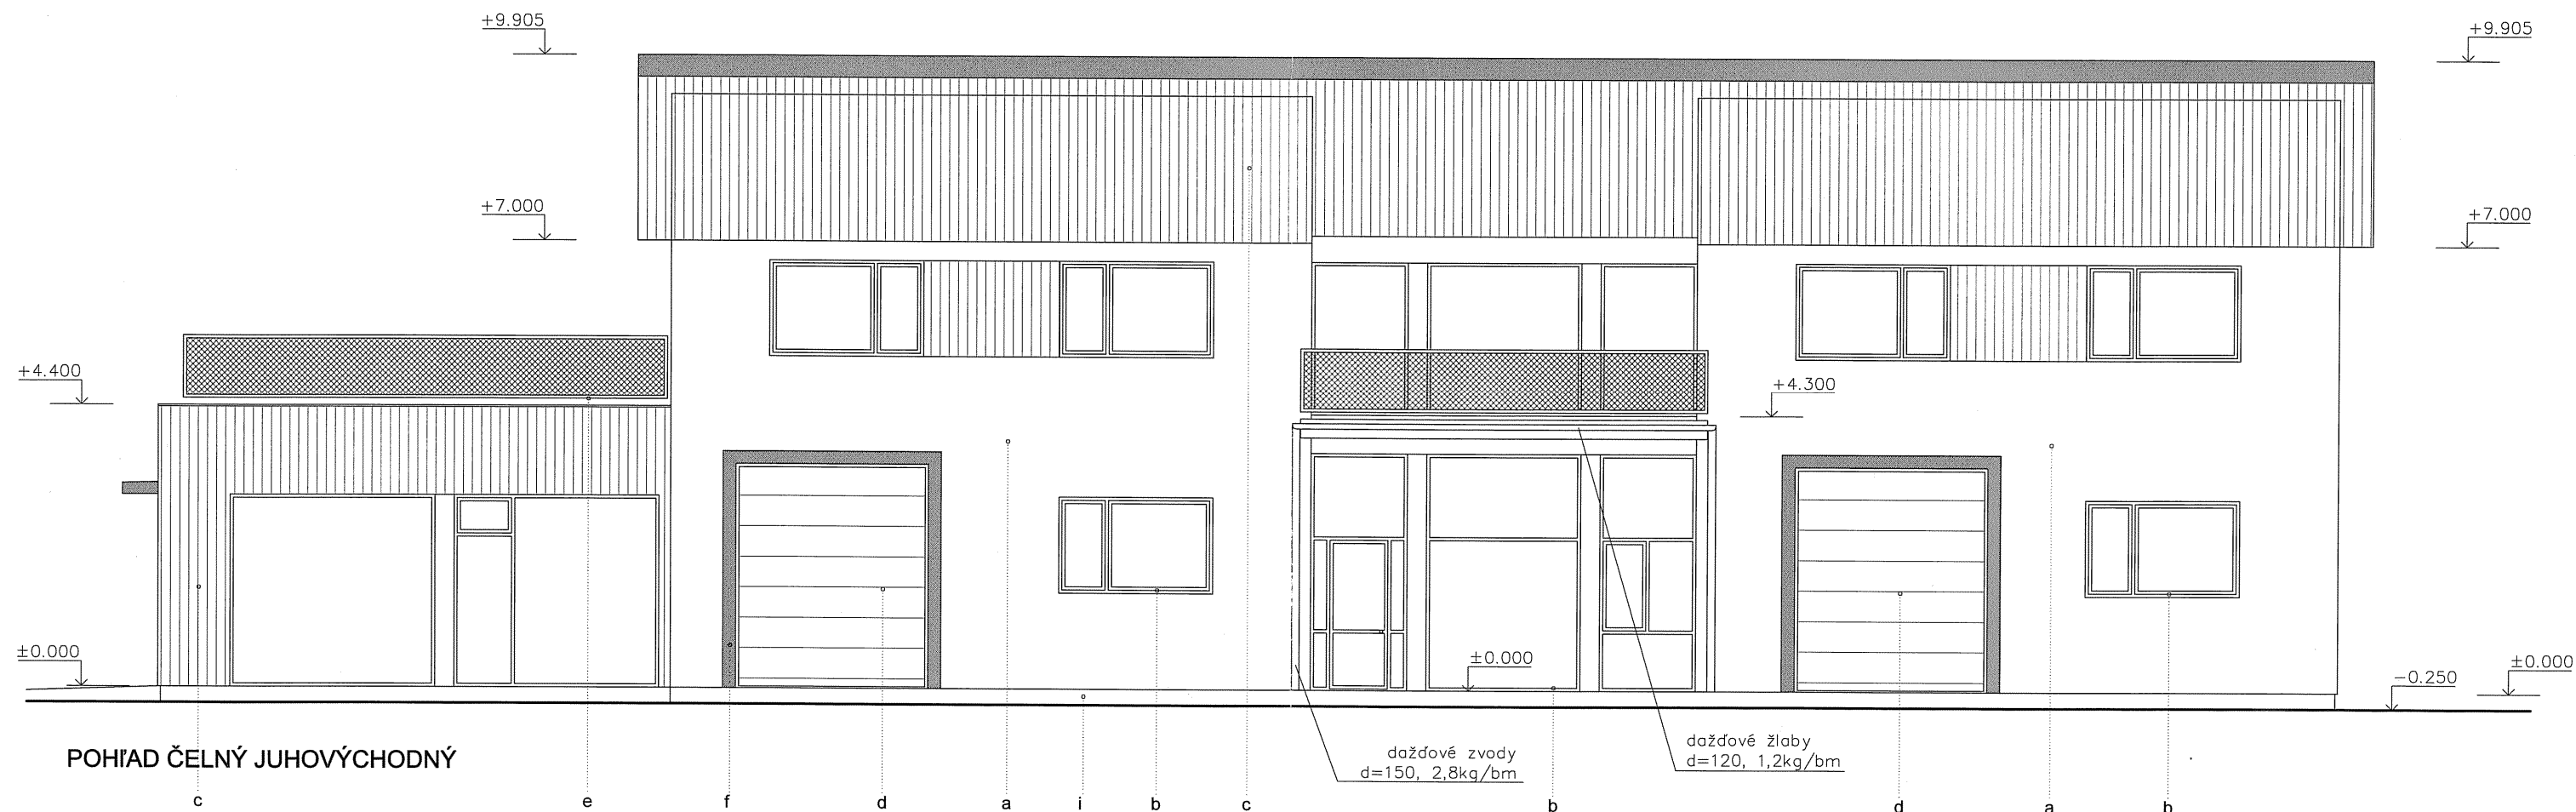 +9.905
+9.905
+7.000
+7.000
+4.400
+4.300
±0.000
±0.000
±0.000
-0.250
POHĽAD ČELNÝ JUHOVÝCHODNÝ
dažďové zvody
d=150, 2,8kg/bm
dažďové žlaby
d=120, 1,2kg/bm
c e f d a i b c b d a b